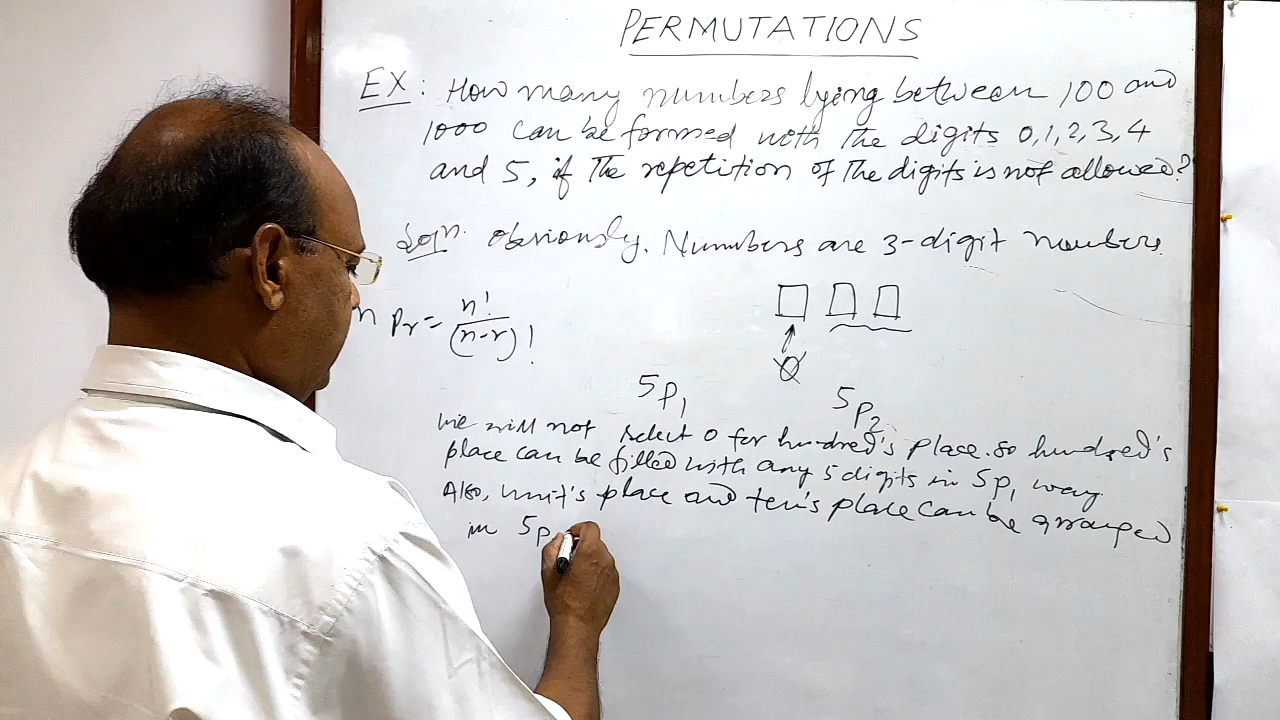 PERMUTATIONS
EX: How many numbers lying between 100 and
1000 can be formed with the digits 0,1,2,3,4
and 5, if the repetition of the digits is not allowed?
Soln. Obviously. Numbers are 3-digit numbers.
nPr = n!/(n-r)!
0
5P1 5P2
We will not select 0 for hundred's place. So hundred's
place can be filled with any 5 digits in 5P1 way
Also, unit's place and ten's place can be arranged
in 5P